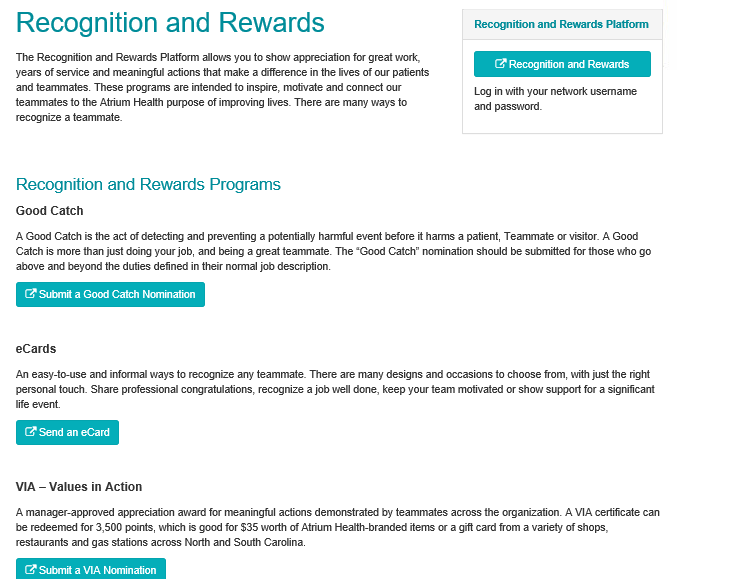 Recognition and Rewards
The Recognition and Rewards Platform allows you to show appreciation for great work,
years of service and meaningful actions that make a difference in the lives of our patients
and teammates. These programs are intended to inspire, motivate and connect our
teammates to the Atrium Health purpose of improving lives. There are many ways to
recognize a teammate.
Recognition and Rewards Platform
Recognition and Rewards
Log in with your network username
and password.
Recognition and Rewards Programs
Good Catch
A Good Catch is the act of detecting and preventing a potentially harmful event before it harms a patient, Teammate or visitor. A Good
Catch is more than just doing your job, and being a great teammate. The “Good Catch” nomination should be submitted for those who go
above and beyond the duties defined in their normal job description.
Submit a Good Catch Nomination
eCards
An easy-to-use and informal ways to recognize any teammate. There are many designs and occasions to choose from, with just the right
personal touch. Share professional congratulations, recognize a job well done, keep your team motivated or show support for a significant
life event.
Send an eCard
VIA – Values in Action
A manager-approved appreciation award for meaningful actions demonstrated by teammates across the organization. A VIA certificate can
be redeemed for 3,500 points, which is good for $35 worth of Atrium Health-branded items or a gift card from a variety of shops,
restaurants and gas stations across North and South Carolina.
Submit a VIA Nomination